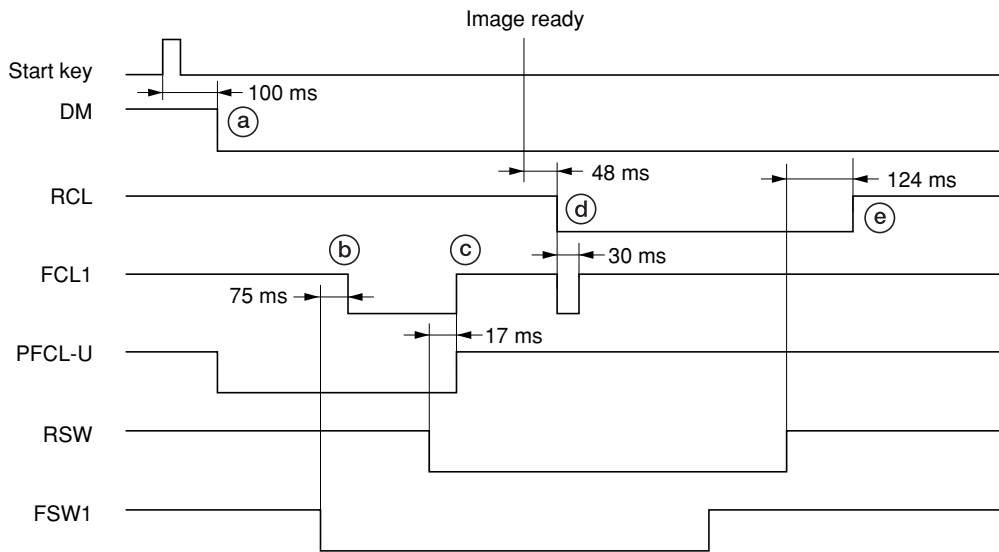 Image ready
Start key
100 ms
DM
a
48 ms
124 ms
RCL
d
e
b
c
30 ms
FCL1
75 ms
17 ms
PFCL-U
RSW
FSW1